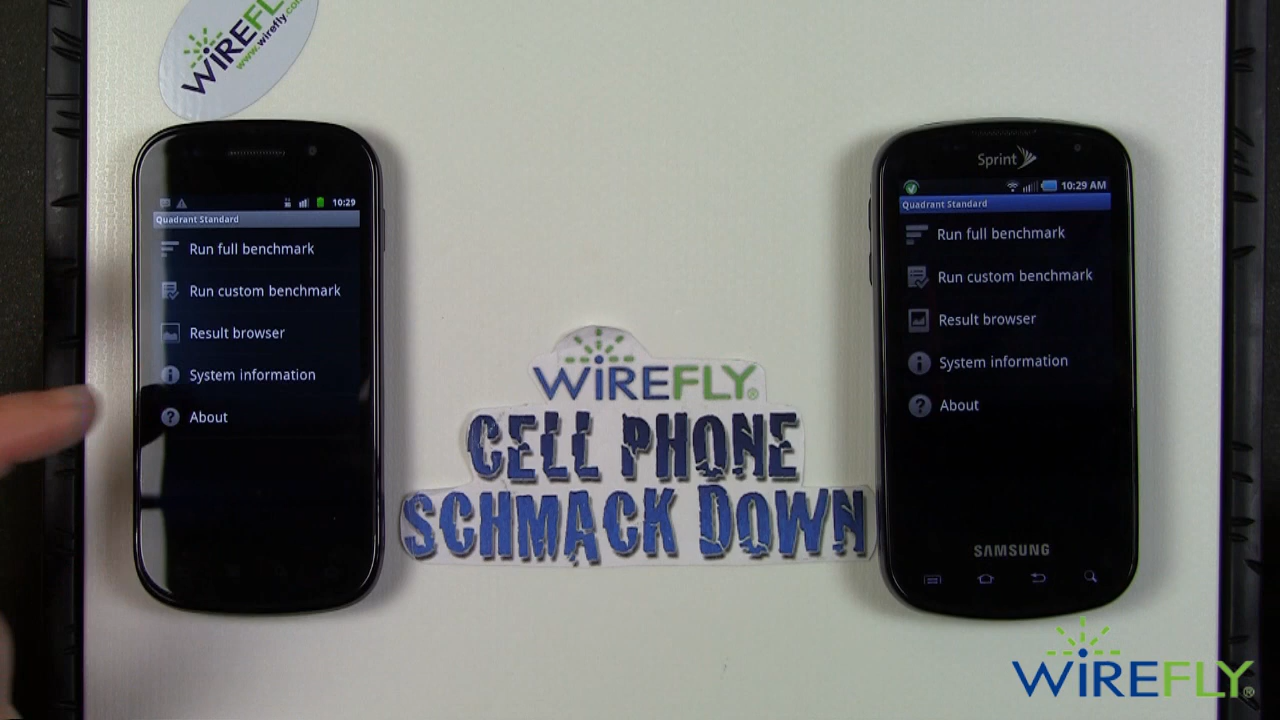 WIREFLY
www.wirefly.com
10:29
Quadrant Standard
Run full benchmark
Run custom benchmark
Result browser
System information
About
Sprint
10:29 AM
Quadrant Standard
Run full benchmark
Run custom benchmark
Result browser
System information
About
SAMSUNG
WIREFLY®
CELL PHONE
SCHMACK DOWN
WIREFLY®